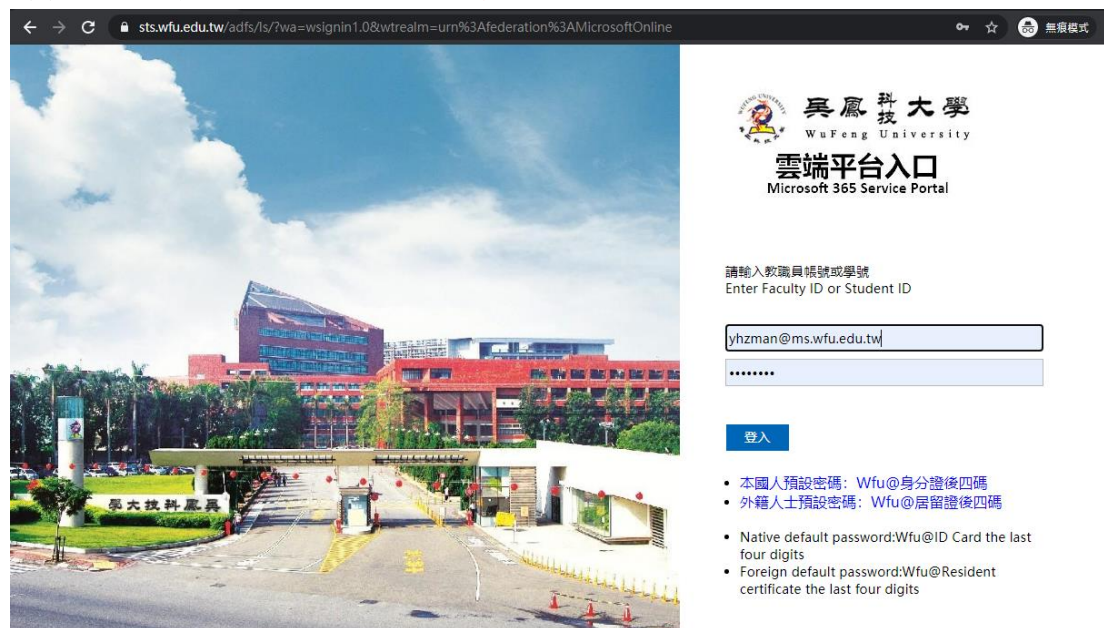 sts.wfu.edu.tw/adfs/ls/?wa=wsignin1.0&wtrealm=urn%3Afederation%3AMicrosoftOnline
無痕模式
吳鳳科技大學
WuFeng University
雲端平台入口
Microsoft 365 Service Portal
請輸入教職員帳號或學號
Enter Faculty ID or Student ID
yhzman@ms.wfu.edu.tw
••••••••
登入
• 本國人預設密碼：Wfu@身分證後四碼
• 外籍人士預設密碼：Wfu@居留證後四碼
• Native default password:Wfu@ID Card the last
four digits
• Foreign default password:Wfu@Resident
certificate the last four digits
學大技科鳳吳